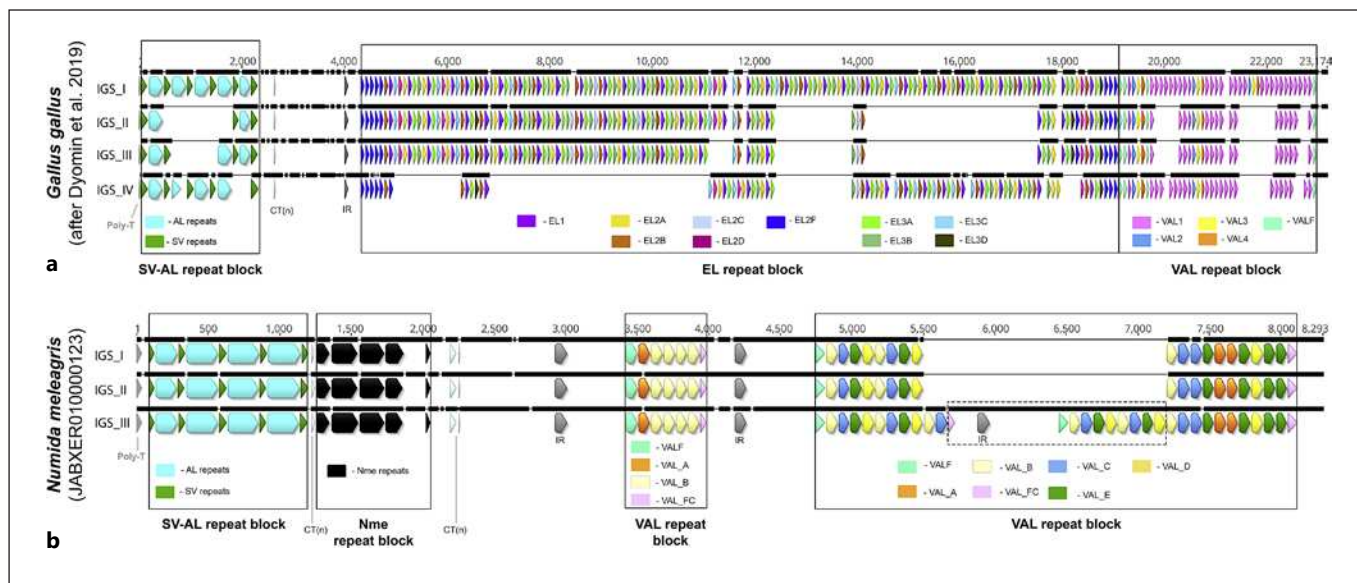 2,000 4,000 6,000 8,000 10,000 12,000 14,000 16,000 18,000 20,000 22,000 23,174
IGS_I
IGS_II
IGS_III
IGS_IV
Gallus gallus
(after Dyomin et al. 2019)
Poly-T
CT(n)
IR
- AL repeats
- SV repeats
- EL1
- EL2A
- EL2B
- EL2C
- EL2D
- EL2F
- EL3A
- EL3B
- EL3C
- EL3D
- VAL1
- VAL2
- VAL3
- VAL4
- VALF
a
SV-AL repeat block
EL repeat block
VAL repeat block
1 500 1,000 1,500 2,000 2,500 3,000 3,500 4,000 4,500 5,000 5,500 6,000 6,500 7,000 7,500 8,000 8,293
IGS_I
IGS_II
IGS_III
Numida meleagris
(JABXER010000123)
Poly-T
IR
IR
IR
- AL repeats
- SV repeats
- Nme repeats
- VALF
- VAL_A
- VAL_B
- VAL_FC
- VALF
- VAL_A
- VAL_B
- VAL_FC
- VAL_C
- VAL_E
- VAL_D
SV-AL repeat block
CT(n)
Nme
repeat block
CT(n)
VAL repeat
block
VAL repeat block
b